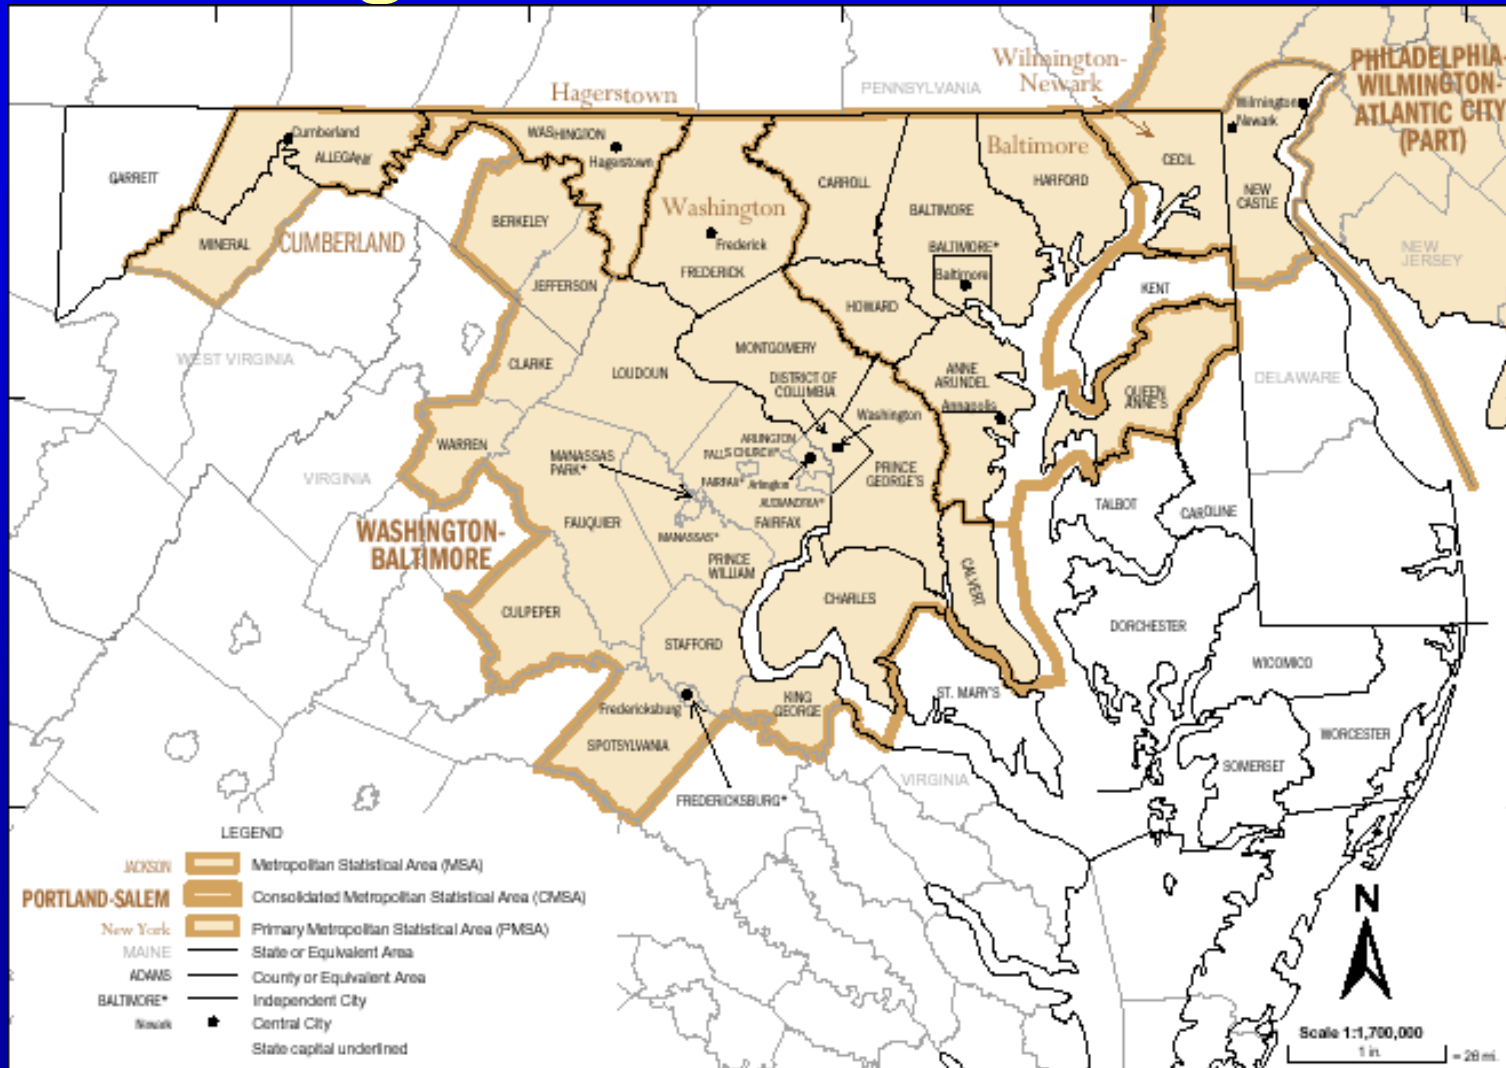 PENNSYLVANIA
Wilmington-
Newark
PHILADELPHIA-
WILMINGTON-
ATLANTIC CITY
(PART)
Hagerstown
Wilmington
Newark
Cumberland
ALLEGANY
WASHINGTON
Hagerstown
Baltimore
CECIL
GARRETT
CARROLL
HARFORD
NEW
CASTLE
BERKELEY
Washington
BALTIMORE
MINERAL
CUMBERLAND
Frederick
FREDERICK
BALTIMORE*
Baltimore
NEW
JERSEY
JEFFERSON
KENT
HOWARD
WEST VIRGINIA
CLARKE
LOUDOUN
MONTGOMERY
ANNE
ARUNDEL
DELAWARE
DISTRICT OF
COLUMBIA
QUEEN
ANNE'S
Annapolis
Washington
WARREN
ARLINGTON
FALLS CHURCH*
MANASSAS
PARK*
VIRGINIA
FAIRFAX*
Arlington
PRINCE
GEORGE'S
ALEXANDRIA*
TALBOT
CAROLINE
WASHINGTON-
BALTIMORE
FAUQUIER
FAIRFAX
MANASSAS*
PRINCE
WILLIAM
CALVERT
CULPEPER
CHARLES
DORCHESTER
STAFFORD
WICOMICO
ST. MARY'S
KING
GEORGE
Fredericksburg
SPOTSYLVANIA
WORCESTER
SOMERSET
VIRGINIA
FREDERICKSBURG*
LEGEND
JACKSON Metropolitan Statistical Area (MSA)
PORTLAND-SALEM Consolidated Metropolitan Statistical Area (CMSA)
New York Primary Metropolitan Statistical Area (PMSA)
MAINE State or Equivalent Area
ADAMS County or Equivalent Area
BALTIMORE* Independent City
Newark Central City
State capital underlined
N
Scale 1:1,700,000
1 in. = 26 mi.